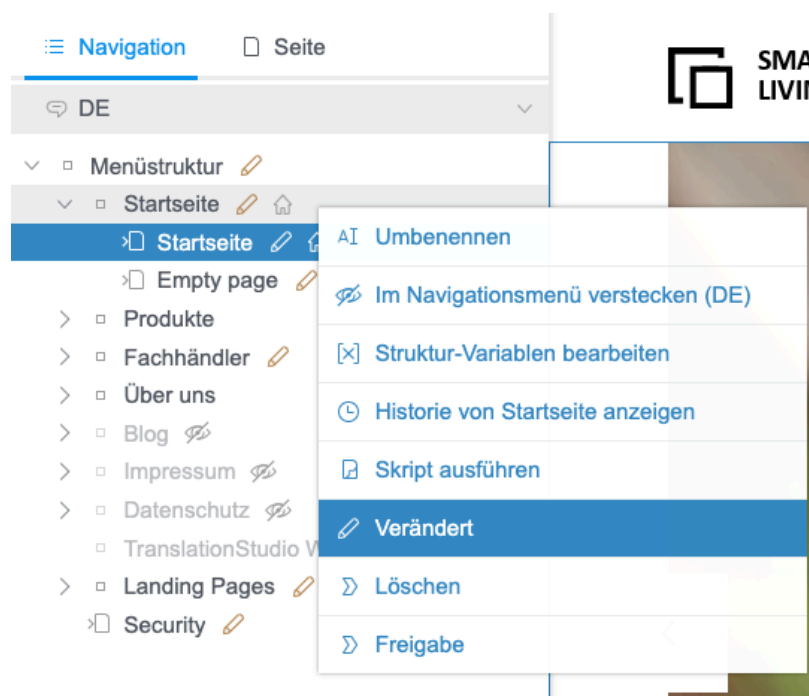 Navigation
Seite
DE
Menüstruktur
Startseite
Startseite
Empty page
Produkte
Fachhändler
Über uns
Blog
Impressum
Datenschutz
TranslationStudio
Landing Pages
Security
Umbenennen
Im Navigationsmenü verstecken (DE)
Struktur-Variablen bearbeiten
Historie von Startseite anzeigen
Skript ausführen
Verändert
Löschen
Freigabe